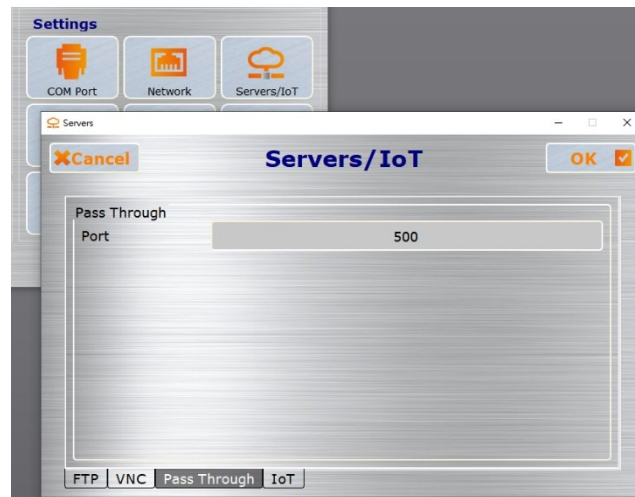 Settings
COM Port Network Servers/IoT
Servers
Cancel Servers/IoT OK
Pass Through
Port 500
FTP VNC Pass Through IoT